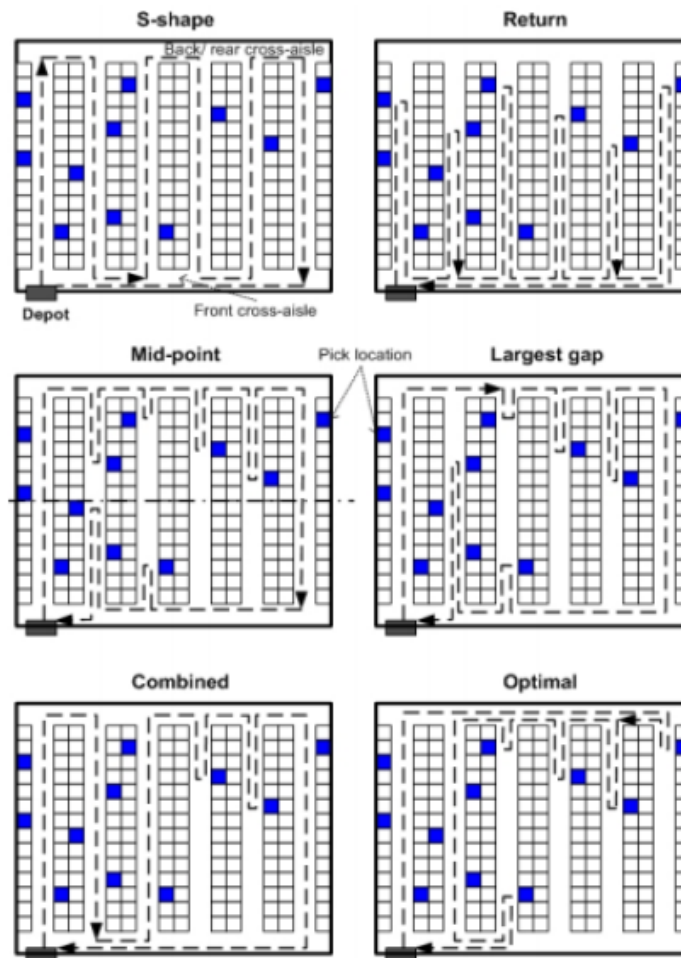 S-shape
Return
Back/ rear cross-aisle
Depot
Front cross-aisle
Mid-point
Pick location
Largest gap
Combined
Optimal